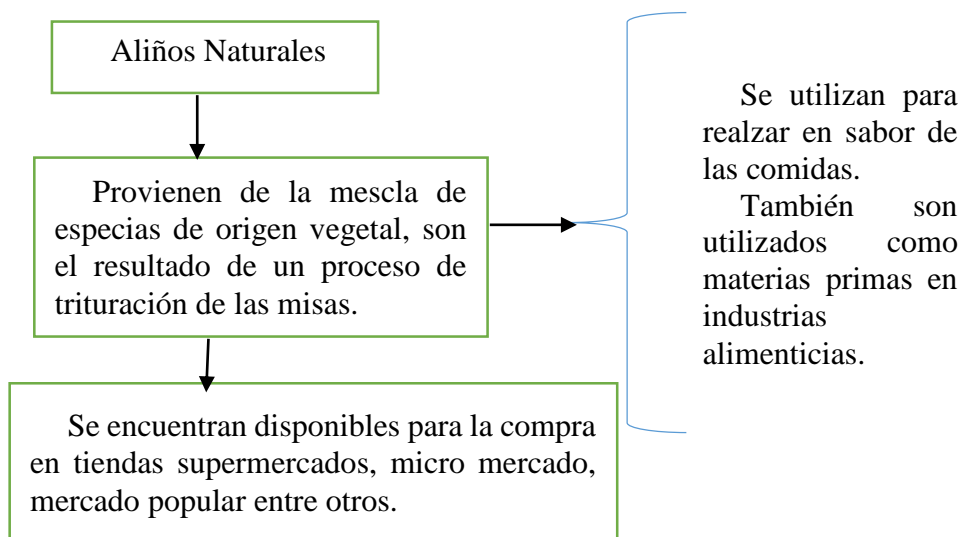 Aliños Naturales
Provienen de la mescla de
especias de origen vegetal, son
el resultado de un proceso de
trituración de las misas.
Se encuentran disponibles para la compra
en tiendas supermercados, micro mercado,
mercado popular entre otros.
Se utilizan para
realzar en sabor de
las comidas.
También son
utilizados como
materias primas en
industrias
alimenticias.